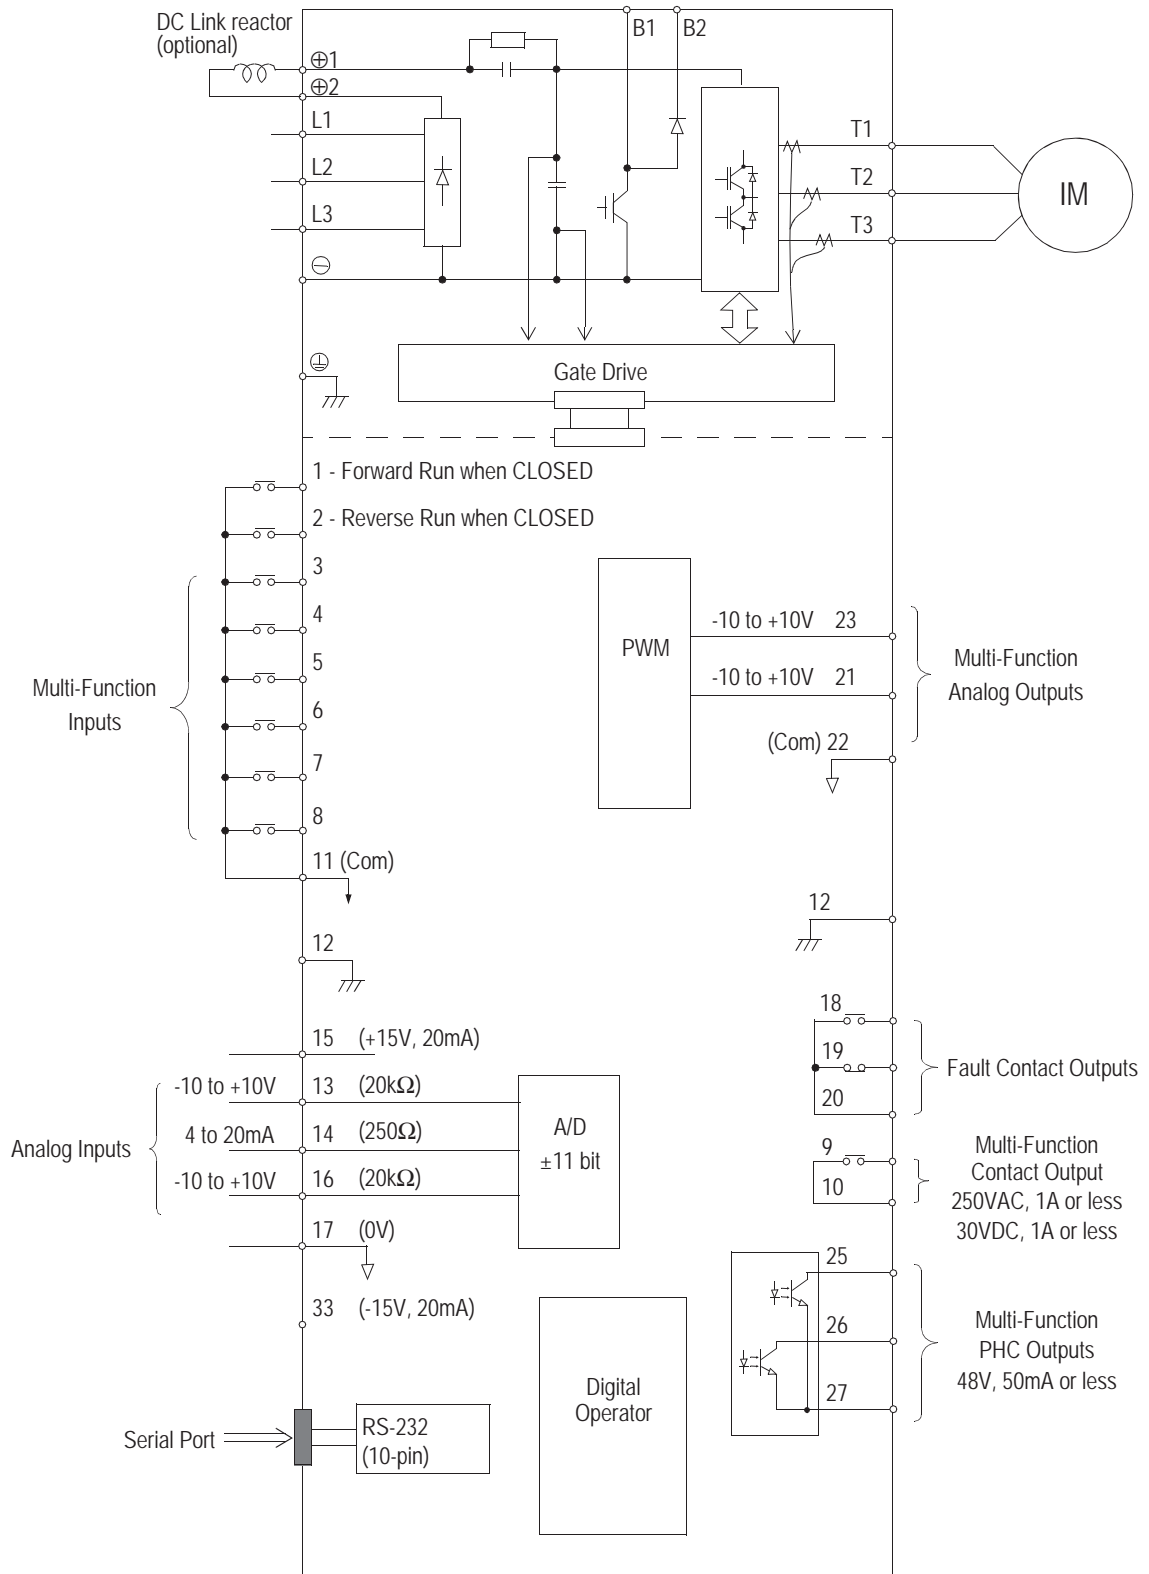 DC Link reactor
(optional)
B1 B2
⊕1
⊕2
L1
L2
L3
⊖
T1
T2
T3
IM
Gate Drive
1 - Forward Run when CLOSED
2 - Reverse Run when CLOSED
3
4
5
6
7
8
Multi-Function
Inputs
11 (Com)
12
PWM
-10 to +10V 23
-10 to +10V 21
(Com) 22
Multi-Function
Analog Outputs
12
15 (+15V, 20mA)
-10 to +10V 13 (20kΩ)
4 to 20mA 14 (250Ω)
-10 to +10V 16 (20kΩ)
17 (0V)
33 (-15V, 20mA)
Analog Inputs
A/D
±11 bit
18
19
20
Fault Contact Outputs
9
10
Multi-Function
Contact Output
250VAC, 1A or less
30VDC, 1A or less
25
26
27
Multi-Function
PHC Outputs
48V, 50mA or less
Digital
Operator
Serial Port
RS-232
(10-pin)